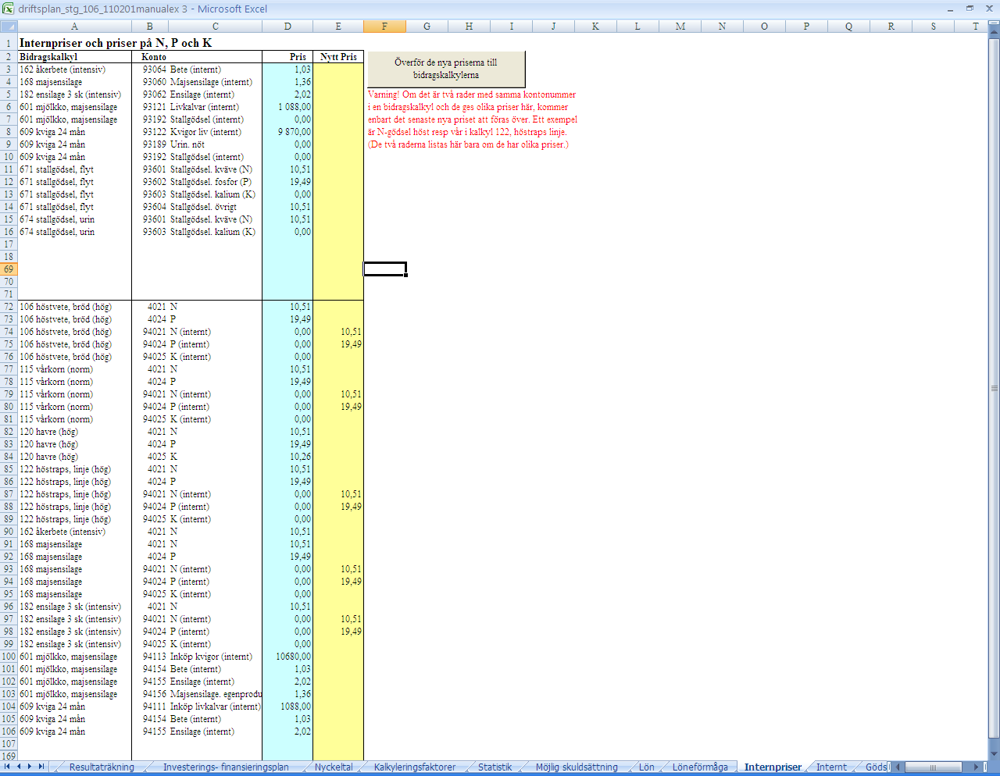 driftsplan_stg_106_110201manualex 3 - Microsoft Excel
A B C D E F G H I J K L M N O P Q R S T
1 Internpriser och priser på N, P och K
2 Bidragskalkyl Konto Pris Nytt Pris
3 162 åkerbete (intensiv) 93064 Bete (internt) 1,03
4 168 majsensilage 93060 Majsensilage (internt) 1,36
5 182 ensilage 3 sk (intensiv) 93062 Ensilage (internt) 2,02
6 601 mjölkko, majsensilage 93121 Livkalvar (internt) 1 088,00
7 601 mjölkko, majsensilage 93192 Stallgödsel (internt) 0,00
8 609 kviga 24 mån 93122 Kvigor liv (internt) 9 870,00
9 609 kviga 24 mån 93189 Urin. nöt 0,00
10 609 kviga 24 mån 93192 Stallgödsel (internt) 0,00
11 671 stallgödsel, flyt 93601 Stallgödsel. kväve (N) 10,51
12 671 stallgödsel, flyt 93602 Stallgödsel. fosfor (P) 19,49
13 671 stallgödsel, flyt 93603 Stallgödsel. kalium (K) 0,00
14 671 stallgödsel, flyt 93604 Stallgödsel. övrigt 10,51
15 674 stallgödsel, urin 93601 Stallgödsel. kväve (N) 10,51
16 674 stallgödsel, urin 93603 Stallgödsel. kalium (K) 0,00
17
18
69
70
71
72 106 höstvete, bröd (hög) 4021 N 10,51
73 106 höstvete, bröd (hög) 4024 P 19,49
74 106 höstvete, bröd (hög) 94021 N (internt) 0,00 10,51
75 106 höstvete, bröd (hög) 94024 P (internt) 0,00 19,49
76 106 höstvete, bröd (hög) 94025 K (internt) 0,00
77 115 vårkorn (norm) 4021 N 10,51
78 115 vårkorn (norm) 4024 P 19,49
79 115 vårkorn (norm) 94021 N (internt) 0,00 10,51
80 115 vårkorn (norm) 94024 P (internt) 0,00 19,49
81 115 vårkorn (norm) 94025 K (internt) 0,00
82 120 havre (hög) 4021 N 10,51
83 120 havre (hög) 4024 P 19,49
84 120 havre (hög) 4025 K 10,26
85 122 höstraps, linje (hög) 4021 N 10,51
86 122 höstraps, linje (hög) 4024 P 19,49
87 122 höstraps, linje (hög) 94021 N (internt) 0,00 10,51
88 122 höstraps, linje (hög) 94024 P (internt) 0,00 19,49
89 122 höstraps, linje (hög) 94025 K (internt) 0,00
90 162 åkerbete (intensiv) 4021 N 10,51
91 168 majsensilage 4021 N 10,51
92 168 majsensilage 4024 P 19,49
93 168 majsensilage 94021 N (internt) 0,00 10,51
94 168 majsensilage 94024 P (internt) 0,00 19,49
95 168 majsensilage 94025 K (internt) 0,00
96 182 ensilage 3 sk (intensiv) 4021 N 10,51
97 182 ensilage 3 sk (intensiv) 94021 N (internt) 0,00 10,51
98 182 ensilage 3 sk (intensiv) 94024 P (internt) 0,00 19,49
99 182 ensilage 3 sk (intensiv) 94025 K (internt) 0,00
100 601 mjölkko, majsensilage 94113 Inköp kvigor (internt) 10680,00
101 601 mjölkko, majsensilage 94154 Bete (internt) 1,03
102 601 mjölkko, majsensilage 94155 Ensilage (internt) 2,02
103 601 mjölkko, majsensilage 94156 Majsensilage. egenprodu 1,36
104 609 kviga 24 mån 94111 Inköp livkalvar (internt) 1088,00
105 609 kviga 24 mån 94154 Bete (internt) 1,03
106 609 kviga 24 mån 94155 Ensilage (internt) 2,02
107
169
Överför de nya priserna till
bidragskalkylerna
Varning! Om det är två rader med samma kontonummer
i en bidragskalkyl och de ges olika priser här, kommer
enbart det senaste nya priset att föras över. Ett exempel
är N-gödsel höst resp vår i kalkyl 122, höstraps linje.
(De två raderna listas här bara om de har olika priser.)
Resultaträkning Investerings- finansieringsplan Nyckeltal Kalkyleringsfaktorer Statistik Möjlig skuldsättning Lön Löneförmåga Internpriser Internt Göds